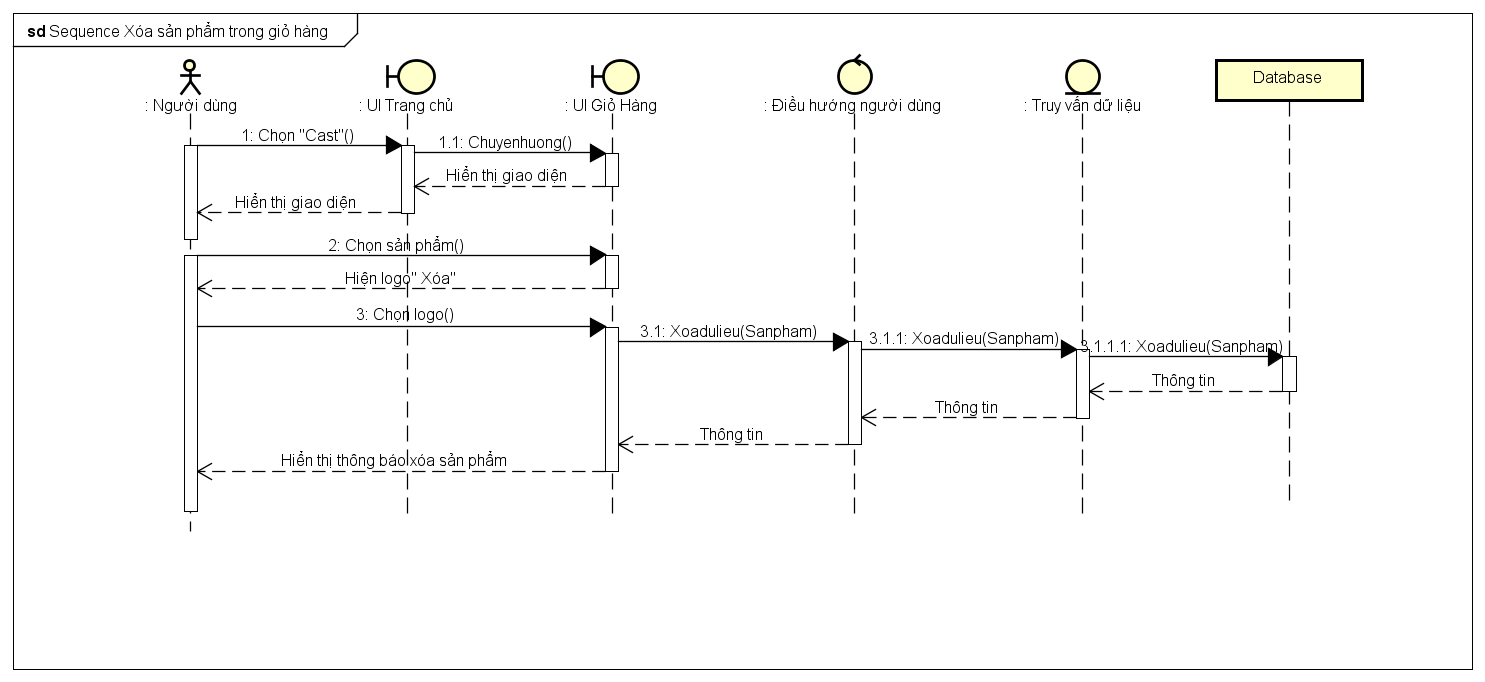 sd Sequence Xóa sản phẩm trong giỏ hàng
: Người dùng
: UI Trang chủ
: UI Giỏ Hàng
: Điều hướng người dùng
: Truy vấn dữ liệu
Database
1: Chọn "Cast"()
1.1: Chuyenhuong()
Hiển thị giao diện
Hiển thị giao diện
2: Chọn sản phẩm()
Hiện logo" Xóa"
3: Chọn logo()
3.1: Xoadulieu(Sanpham)
3.1.1: Xoadulieu(Sanpham)
3.1.1.1: Xoadulieu(Sanpham)
Thông tin
Thông tin
Thông tin
Hiển thị thông báo xóa sản phẩm